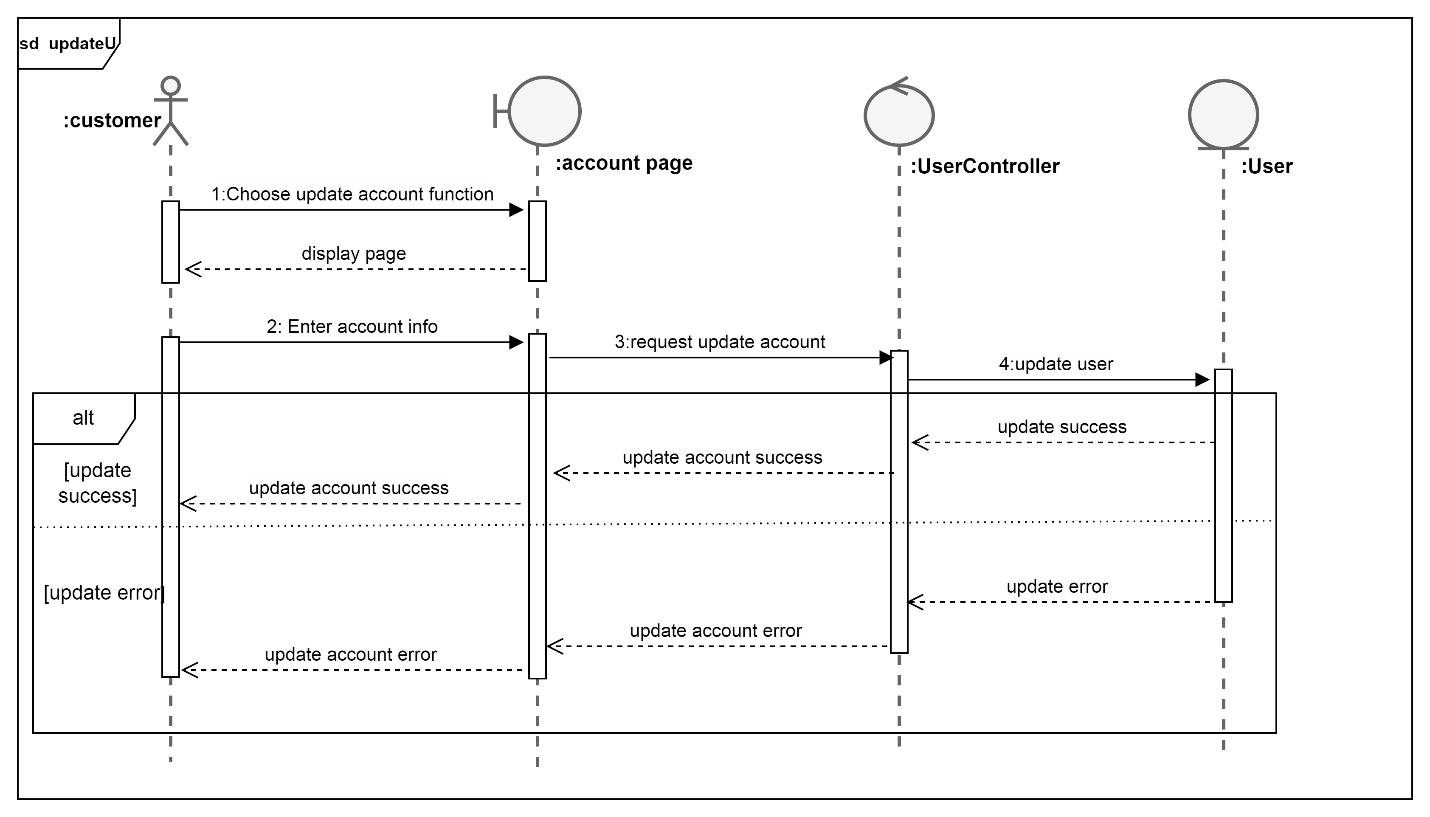 sd updateU
:customer
:account page
:UserController
:User
1:Choose update account function
display page
2: Enter account info
3:request update account
4:update user
alt
update success
[update
success]
update account success
update account success
[update error]
update error
update account error
update account error